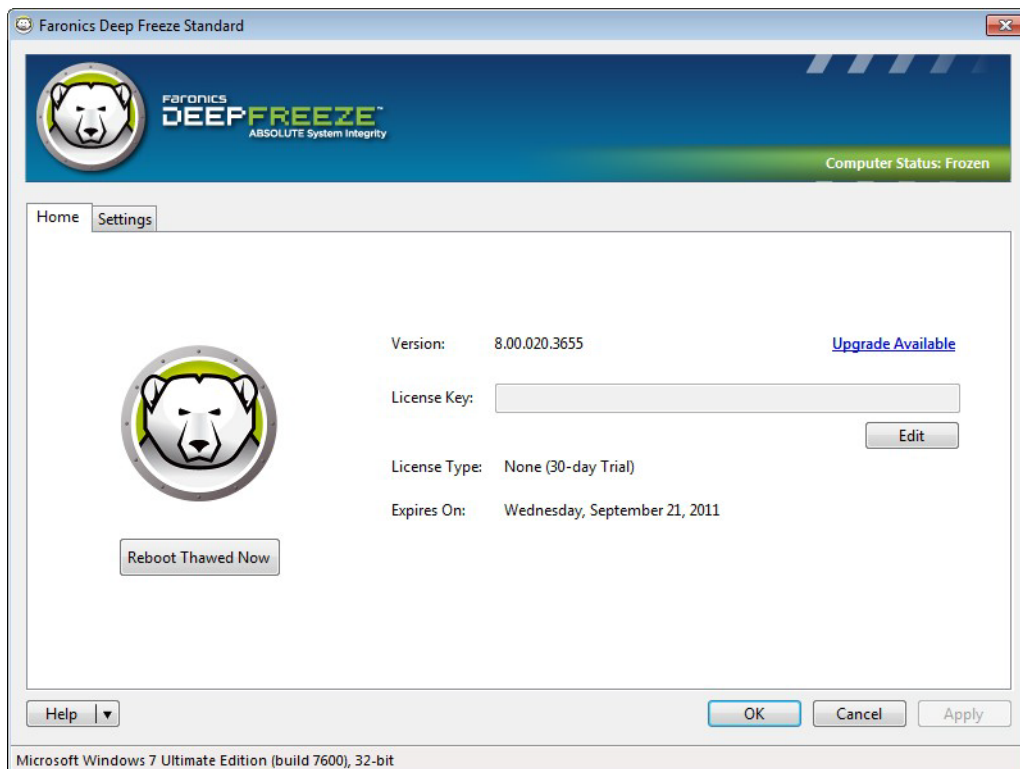 Faronics Deep Freeze Standard
Faronics
DEEPFREEZE™
ABSOLUTE System Integrity
Computer Status: Frozen
Home Settings
Version: 8.00.020.3655 Upgrade Available
License Key:
Edit
License Type: None (30-day Trial)
Expires On: Wednesday, September 21, 2011
Reboot Thawed Now
Help OK Cancel Apply
Microsoft Windows 7 Ultimate Edition (build 7600), 32-bit